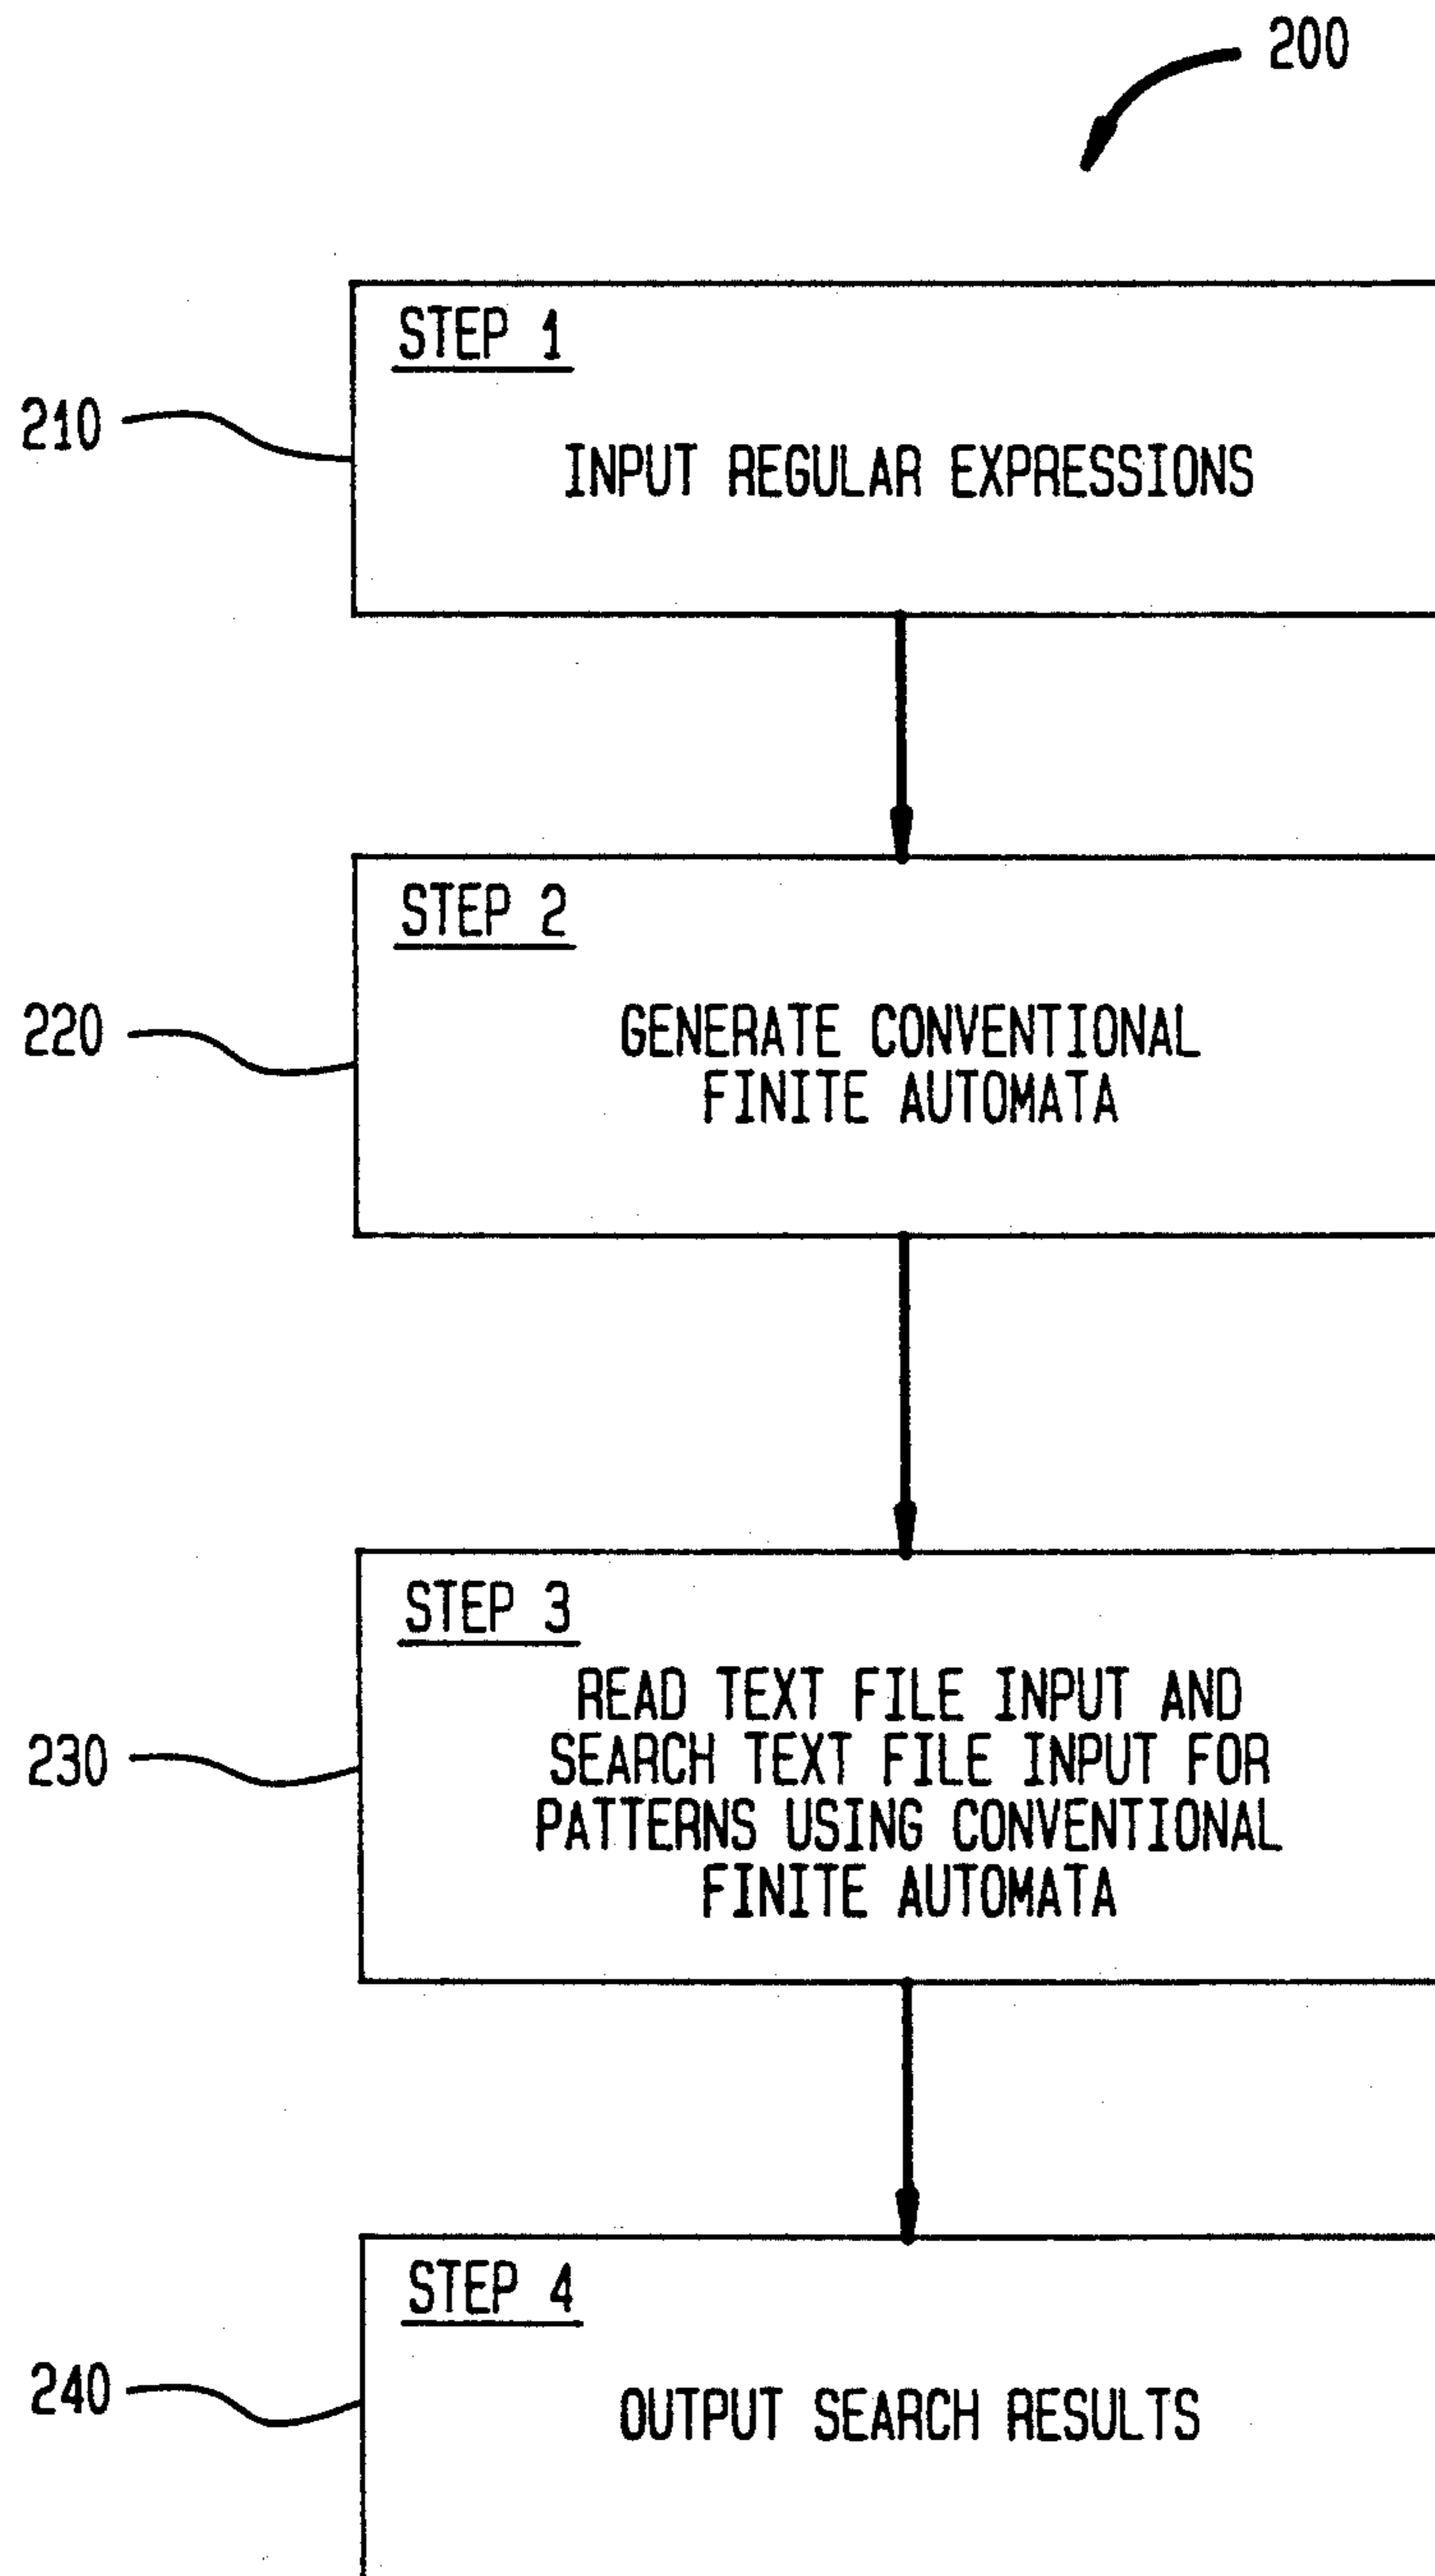 200
STEP 1
210
INPUT REGULAR EXPRESSIONS
STEP 2
220
GENERATE CONVENTIONAL
FINITE AUTOMATA
STEP 3
READ TEXT FILE INPUT AND
230
SEARCH TEXT FILE INPUT FOR
PATTERNS USING CONVENTIONAL
FINITE AUTOMATA
STEP 4
240
OUTPUT SEARCH RESULTS